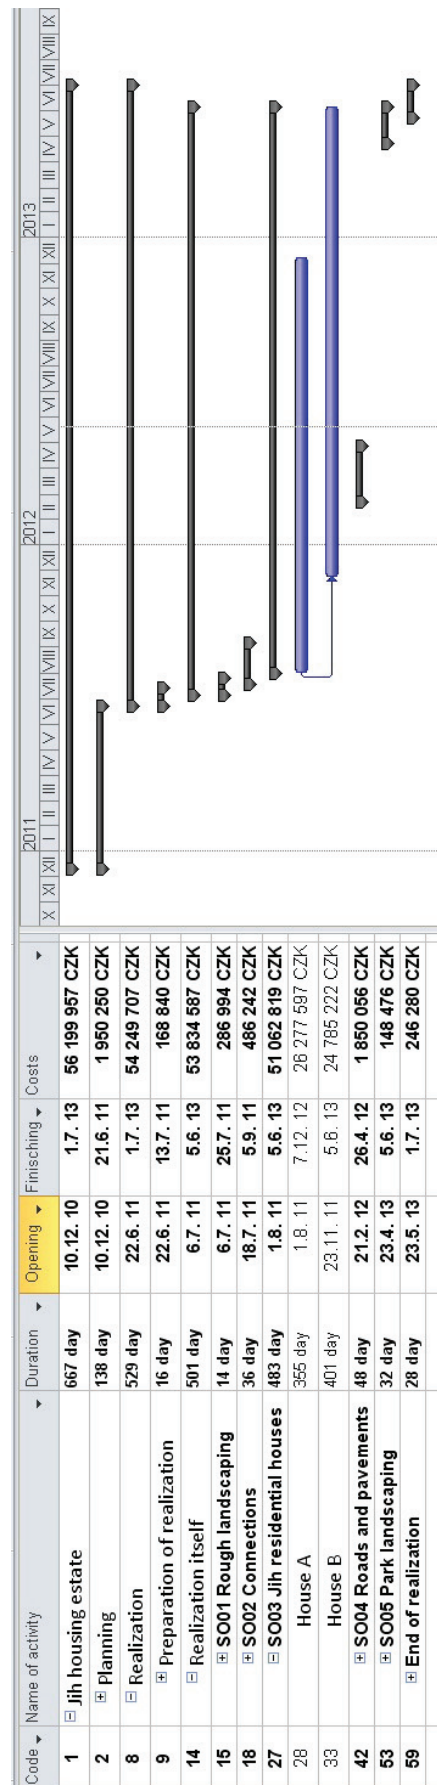 Code Name of activity Duration Opening Finisching Costs
2011 2012 2013
X XI XII I II III IV V VI VII VIII IX X XI XII I II III IV V VI VII VIII IX X XI XII I II III IV V VI VII VIII IX
1 Jih housing estate 667 day 10.12. 10 1.7. 13 56 199 957 CZK
2 Planning 138 day 10.12. 10 21.6. 11 1 950 250 CZK
8 Realization 529 day 22.6. 11 1.7. 13 54 249 707 CZK
9 Preparation of realization 16 day 22.6. 11 13.7. 11 168 840 CZK
14 Realization itself 501 day 6.7. 11 5.6. 13 53 834 587 CZK
15 SO01 Rough landscaping 14 day 6.7. 11 25.7. 11 286 994 CZK
18 SO02 Connections 36 day 18.7. 11 5.9. 11 486 242 CZK
27 SO03 Jih residential houses 483 day 1.8. 11 5.6. 13 51 062 819 CZK
28 House A 355 day 1.8. 11 7.12. 12 26 277 597 CZK
33 House B 401 day 23.11. 11 5.6. 13 24 785 222 CZK
42 SO04 Roads and pavements 48 day 21.2. 12 26.4. 12 1 850 056 CZK
53 SO05 Park landscaping 32 day 23.4. 13 5.6. 13 148 476 CZK
59 End of realization 28 day 23.5. 13 1.7. 13 246 280 CZK